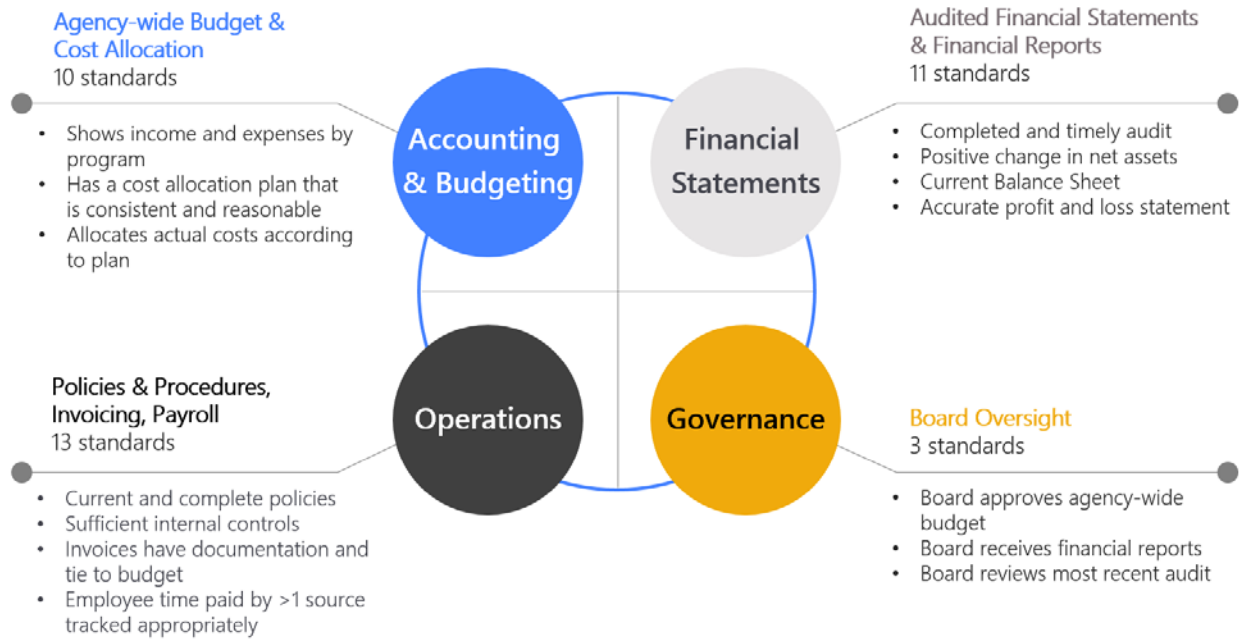 Agency-wide Budget &
Cost Allocation
10 standards
• Shows income and expenses by
program
• Has a cost allocation plan that
is consistent and reasonable
• Allocates actual costs according
to plan
Accounting
& Budgeting
Financial
Statements
Audited Financial Statements
& Financial Reports
11 standards
• Completed and timely audit
• Positive change in net assets
• Current Balance Sheet
• Accurate profit and loss statement
Policies & Procedures,
Invoicing, Payroll
13 standards
• Current and complete policies
• Sufficient internal controls
• Invoices have documentation and
tie to budget
• Employee time paid by >1 source
tracked appropriately
Operations
Governance
Board Oversight
3 standards
• Board approves agency-wide
budget
• Board receives financial reports
• Board reviews most recent audit